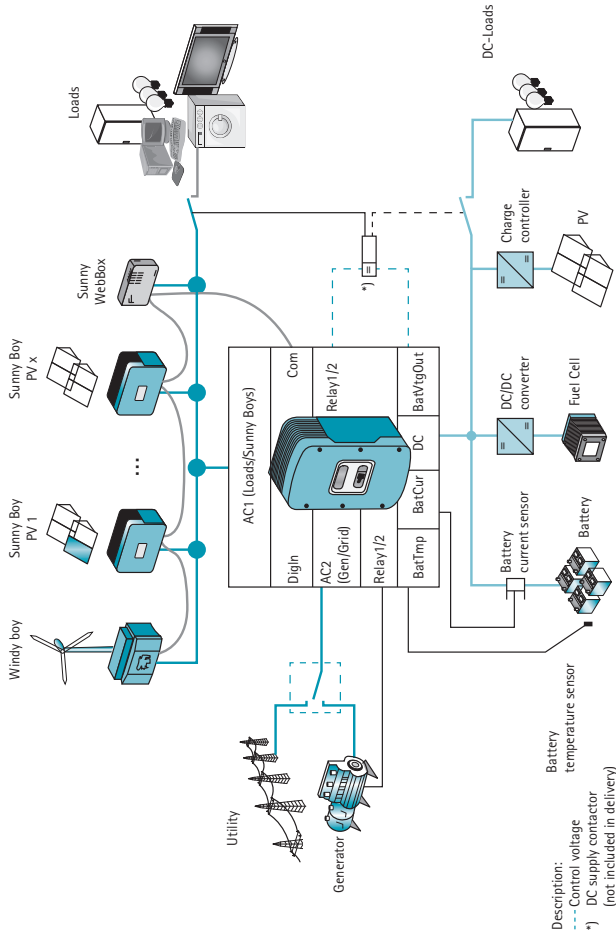 Windy boy
Sunny Boy
PV 1
...
Sunny Boy
PV x
Sunny
WebBox
Loads
Utility
Generator
AC1 (Loads/Sunny Boys)
DigIn
AC2
(Gen/Grid)
Relay1/2
Com
Relay1/2
BatTmp
BatCur
DC
BatVtgOut
*)
Battery
temperature sensor
Battery
current sensor
Battery
DC/DC
converter
Fuel Cell
Charge
controller
PV
DC-Loads
Description:
Control voltage
*) DC supply contactor
(not included in delivery)